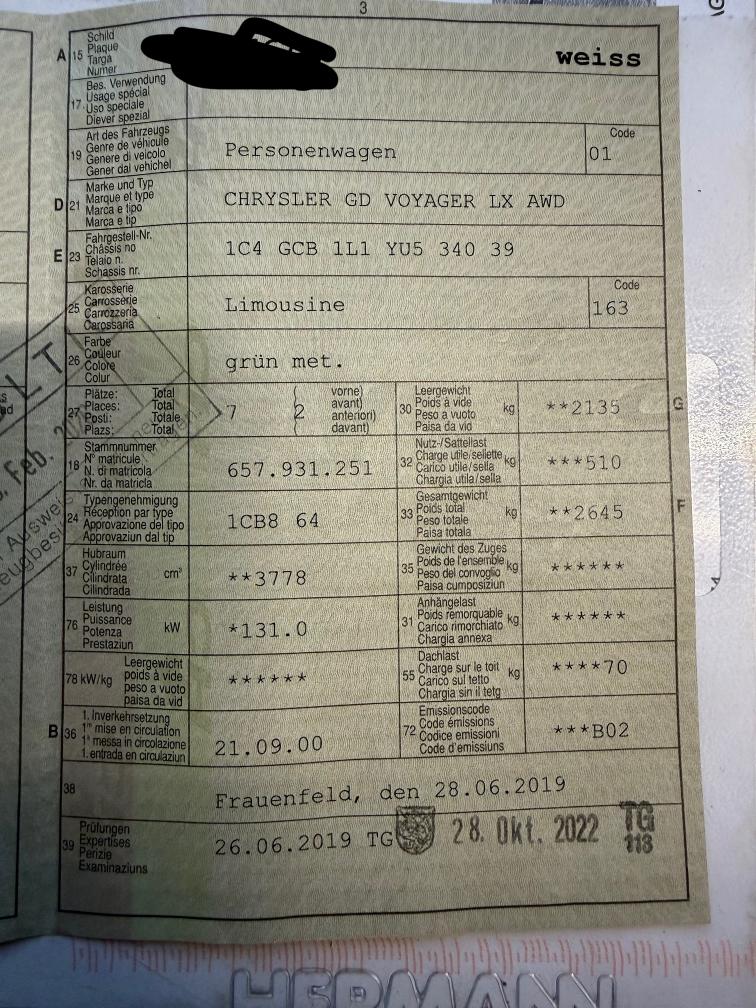 3
A 15 Schild
Plaque
Targa
Numer
weiss
17 Bes. Verwendung
Usage spécial
Uso speciale
Diever spezial
19 Art des Fahrzeugs
Genre de véhicule
Genere di veicolo
Gener dal vehichel
Personenwagen
Code
01
D 21 Marke und Typ
Marque et type
Marca e tipo
Marca e tip
CHRYSLER GD VOYAGER LX AWD
E 23 Fahrgestell-Nr.
Châssis no
Telaio n.
Schassis nr.
1C4 GCB 1L1 YU5 340 39
25 Karosserie
Carrosserie
Carrozzeria
Carossaria
Limousine
Code
163
26 Farbe
Couleur
Colore
Colur
grün met.
27 Plätze: Total
Places: Total
Posti: Totale
Plazs: Total
7 ( 2 vorne)
avant)
anteriori)
davant)
30 Leergewicht
Poids à vide
Peso a vuoto
Paisa da vid
kg
**2135
G
18 Stammnummer
N° matricule
N. di matricola
Nr. da matricla
657.931.251
32 Nutz-/Sattellast
Charge utile/sellette
Carico utile/sella
Chargia utila/sella
kg
***510
24 Typengenehmigung
Réception par type
Approvazione del tipo
Approvaziun dal tip
1CB8 64
33 Gesamtgewicht
Poids total
Peso totale
Paisa totala
kg
**2645
F
37 Hubraum
Cylindrée
Cilindrata
Cilindrada
cm³
**3778
35 Gewicht des Zuges
Poids de l'ensemble
Peso del convoglio
Paisa cumposiziun
kg
******
76 Leistung
Puissance
Potenza
Prestaziun
kW
*131.0
31 Anhängelast
Poids remorquable
Carico rimorchiato
Chargia annexa
kg
******
78 kW/kg Leergewicht
poids à vide
peso a vuoto
paisa da vid
******
55 Dachlast
Charge sur le toit
Carico sul tetto
Chargia sin il tetg
kg
****70
B 36 1. Inverkehrsetzung
1re mise en circulation
1a messa in circolazione
1. entrada en circulaziun
21.09.00
72 Emissionscode
Code émissions
Codice emissioni
Code d'emissiuns
***B02
38
Frauenfeld, den 28.06.2019
39 Prüfungen
Expertises
Perizie
Examinaziuns
26.06.2019 TG
28. Okt. 2022
TG
113
LT
Feb.
Auswei
HERMANN